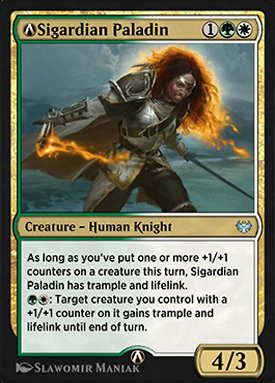 Sigardian Paladin 1
Creature – Human Knight
As long as you've put one or more +1/+1
counters on a creature this turn, Sigardian
Paladin has trample and lifelink.
: Target creature you control with a
+1/+1 counter on it gains trample and
lifelink until end of turn.
4/3
Slawomir Maniak